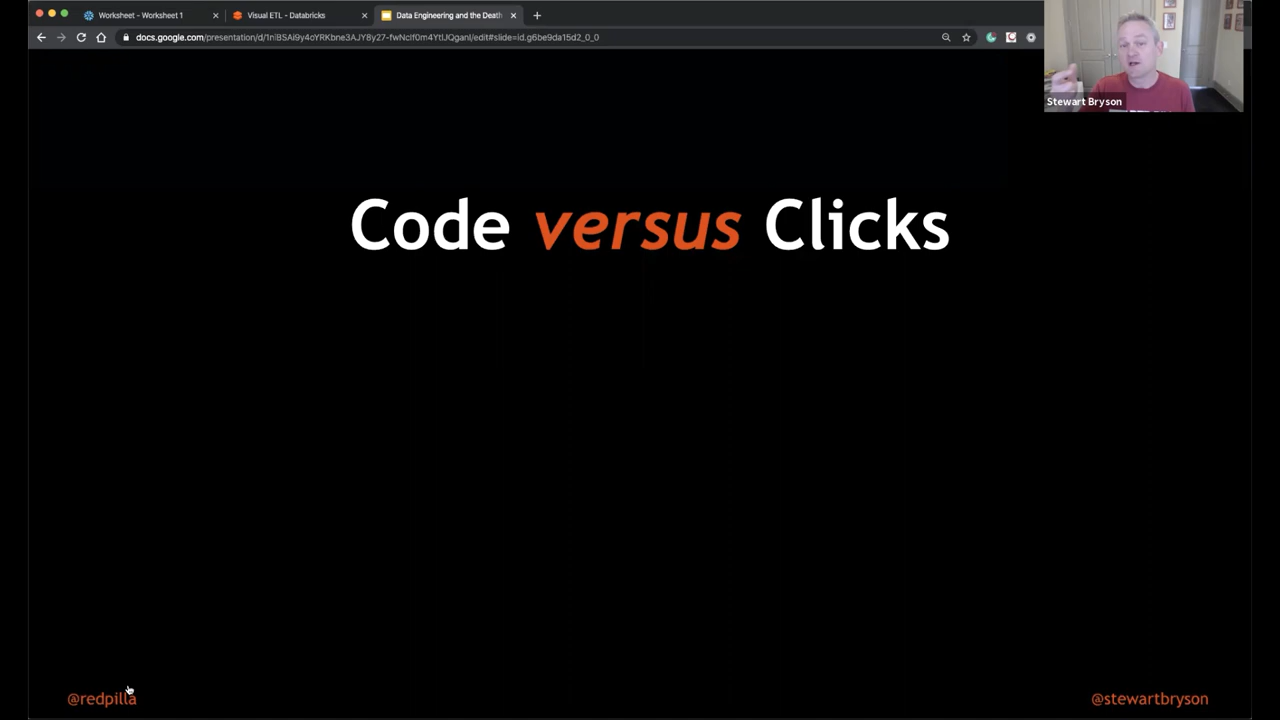 Worksheet - Worksheet 1
Visual ETL - Databricks
Data Engineering and the Death
Stewart Bryson
Code versus Clicks
@redpilla
@stewartbryson